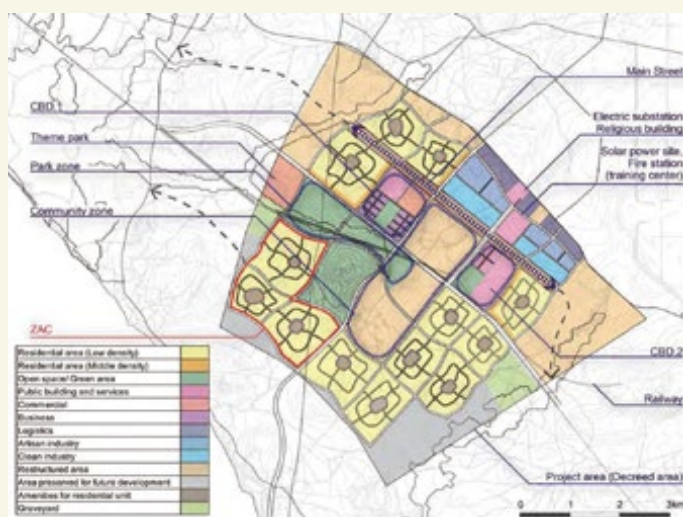 Main Street
CBD 1
Electric substation
Religious building
Theme park
Solar power site,
Fire station
(training center)
Park zone
Community zone
ZAC
Residential area (Low density)
Residential area (Middle density)
Open space/ Green area
Public building and services
Commercial
Business
Logistics
Artisan industry
Clean industry
Restructured area
Area preserved for future development
Amenities for residential unit
Graveyard
CBD 2
Railway
Project area (Decreed area)
0 1 2 3km